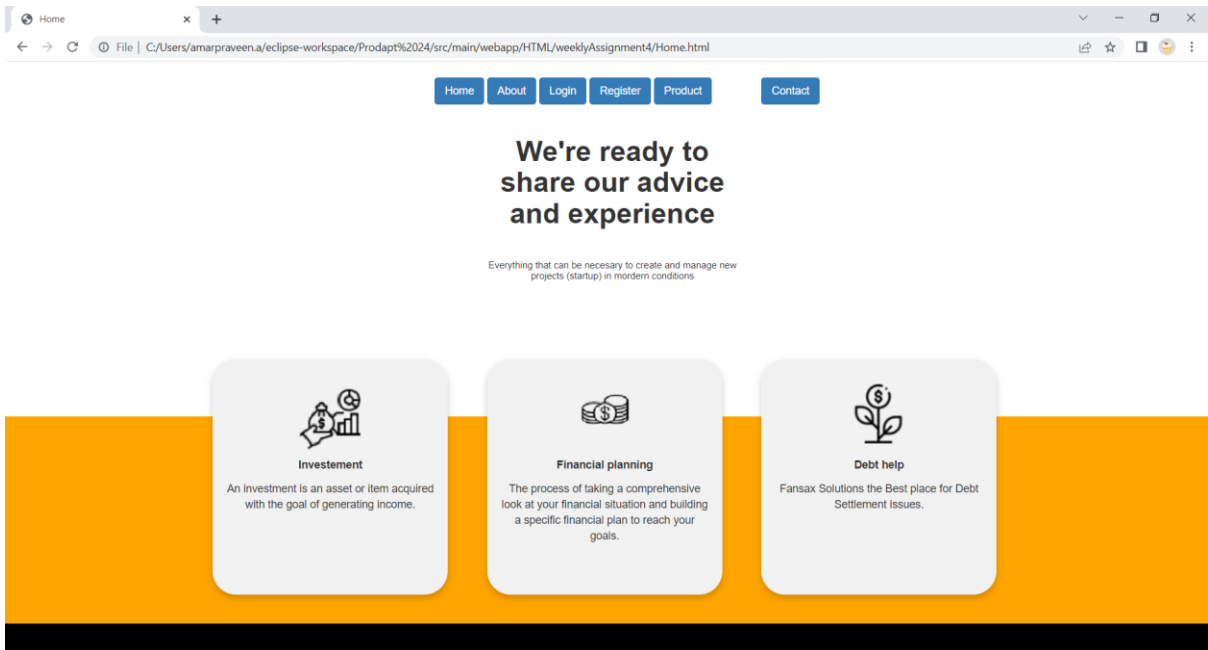 Home
File | C:/Users/amarpraveen.a/eclipse-workspace/Prodapt%2024/src/main/webapp/HTML/weeklyAssignment4/Home.html
Home About Login Register Product Contact
We're ready to
share our advice
and experience
Everything that can be necesary to create and manage new
projects (startup) in mordern conditions
Investement
An investment is an asset or item acquired
with the goal of generating income.
Financial planning
The process of taking a comprehensive
look at your financial situation and building
a specific financial plan to reach your
goals.
Debt help
Fansax Solutions the Best place for Debt
Settlement issues.